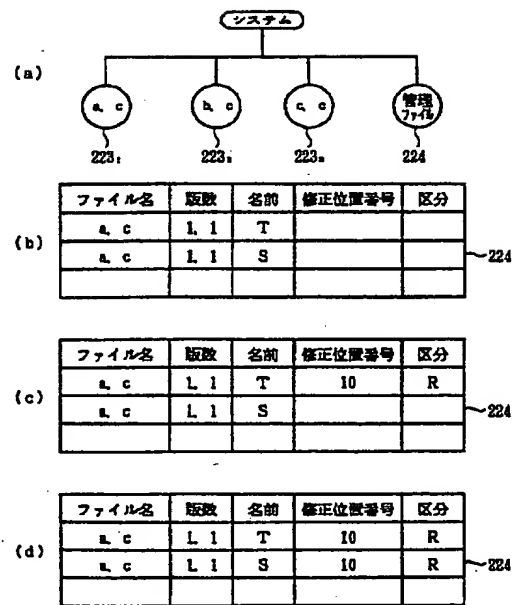 システム
(a)
a, c
b, c
c, c
管理
ファイル
223₁
223₂
223ₙ
224
(b)
ファイル名 版数 名前 修正位置番号 区分
a, c 1, 1 T
a, c 1, 1 S
224
(c)
ファイル名 版数 名前 修正位置番号 区分
a, c 1, 1 T 10 R
a, c 1, 1 S
224
(d)
ファイル名 版数 名前 修正位置番号 区分
a, c 1, 1 T 10 R
a, c 1, 1 S 10 R
224